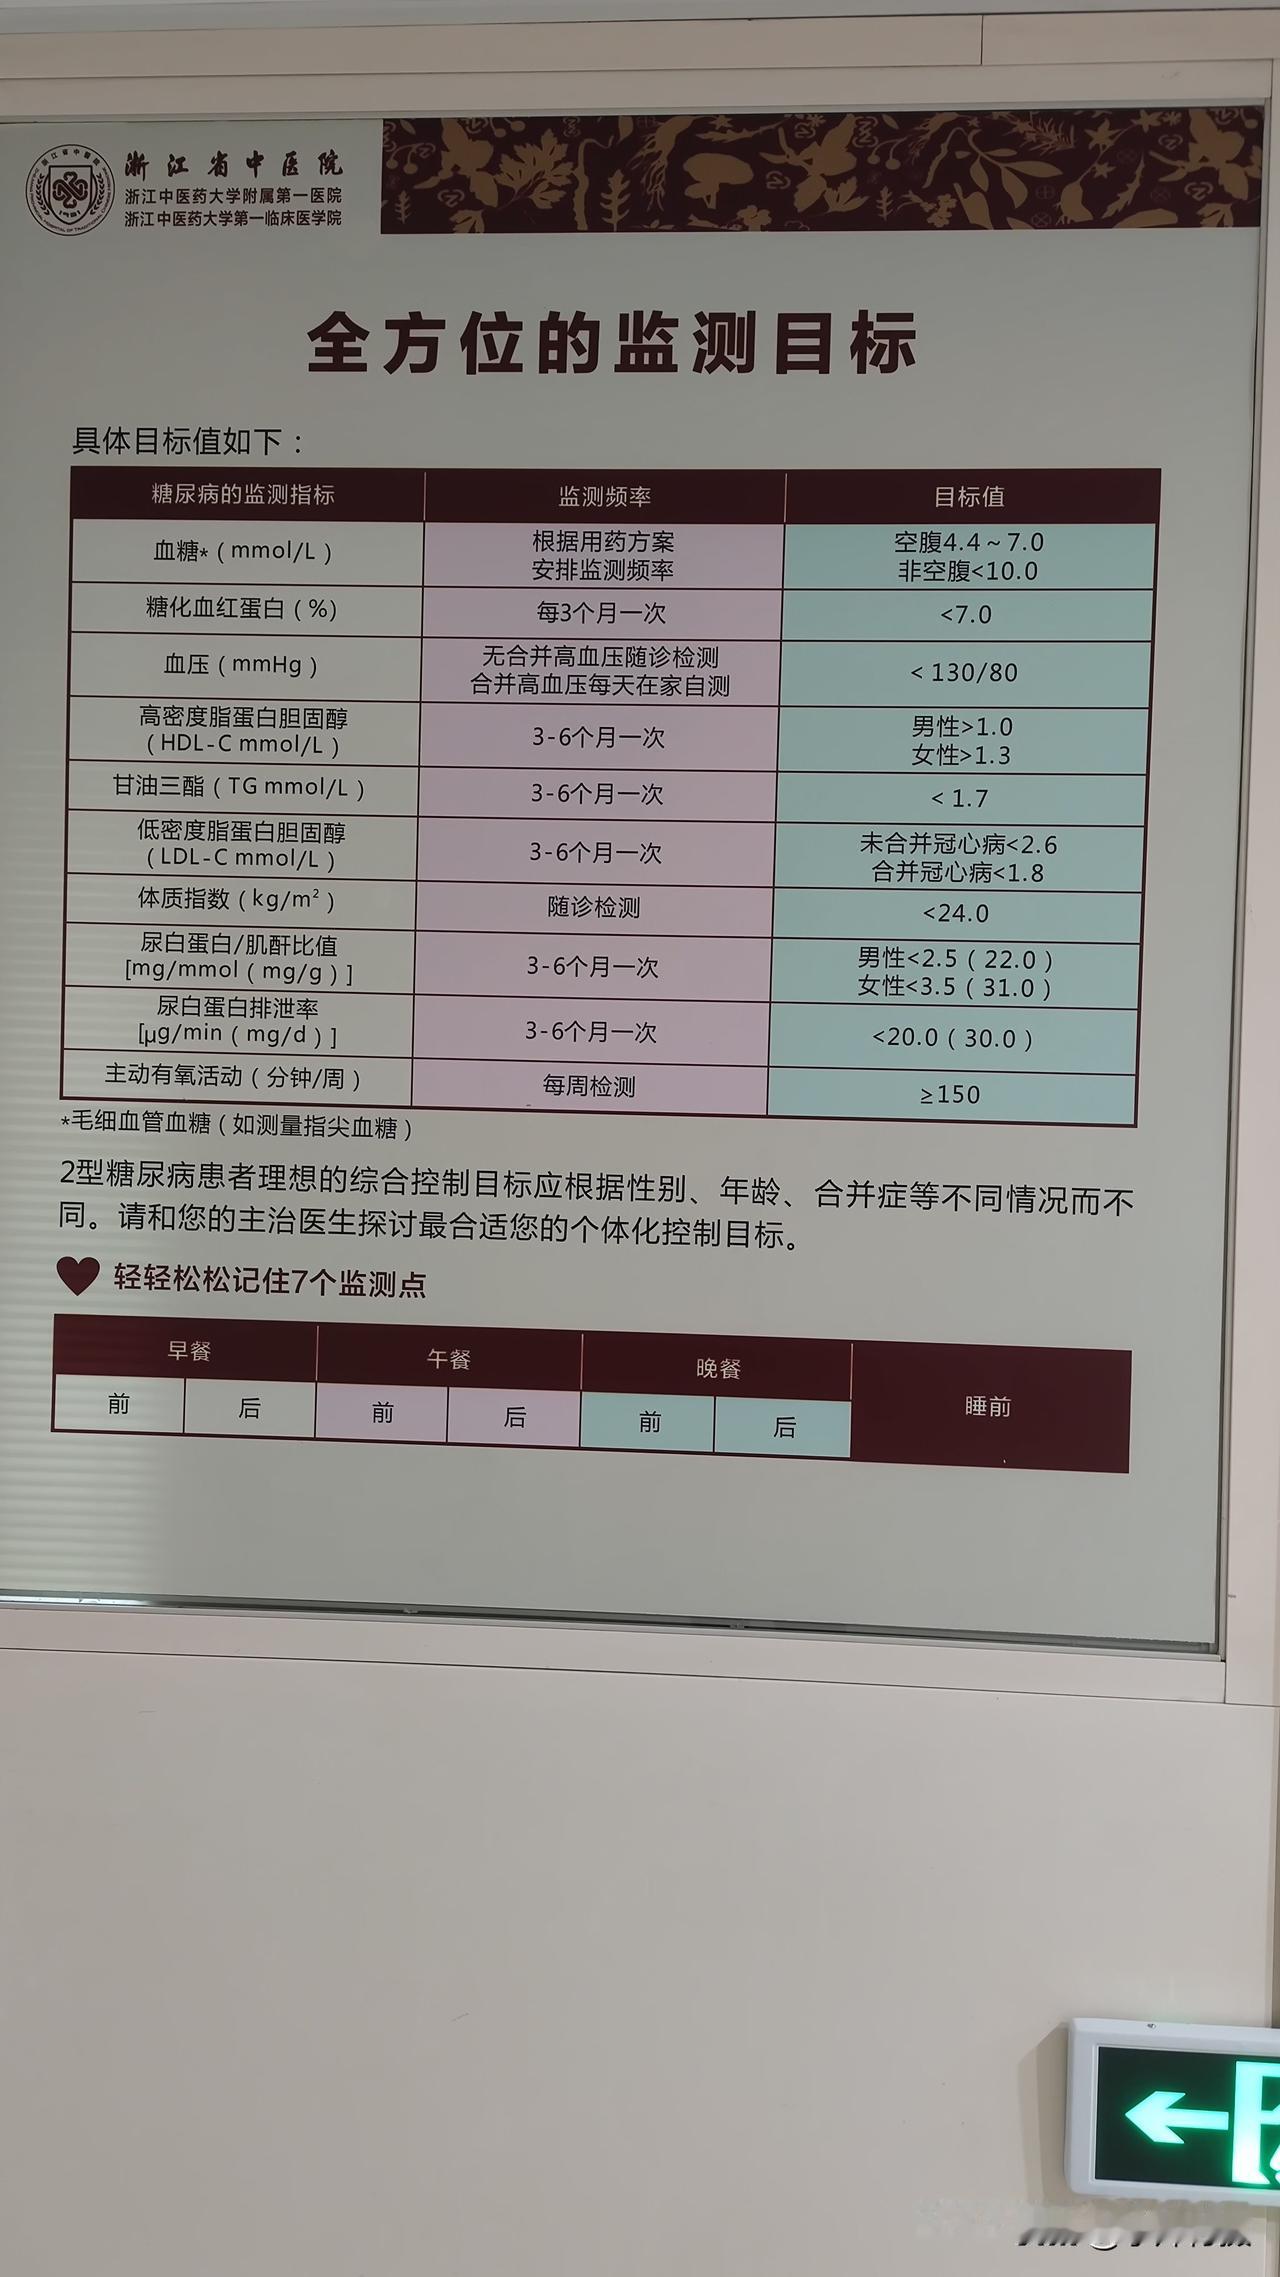 浙江省中医院
浙江中医药大学附属第一医院
浙江中医药大学第一临床医学院
全方位的监测目标
具体目标值如下：
糖尿病的监测指标 监测频率 目标值
血糖*（mmol/L） 根据用药方案 空腹4.4～7.0
安排监测频率 非空腹<10.0
糖化血红蛋白（%） 每3个月一次 <7.0
血压（mmHg） 无合并高血压随诊检测 < 130/80
合并高血压每天在家自测
高密度脂蛋白胆固醇 3-6个月一次 男性>1.0
（HDL-C mmol/L） 女性>1.3
甘油三酯（TG mmol/L） 3-6个月一次 < 1.7
低密度脂蛋白胆固醇 3-6个月一次 未合并冠心病<2.6
（LDL-C mmol/L） 合并冠心病<1.8
体质指数（kg/m²） 随诊检测 <24.0
尿白蛋白/肌酐比值 3-6个月一次 男性<2.5（22.0）
[mg/mmol（mg/g）] 女性<3.5（31.0）
尿白蛋白排泄率 3-6个月一次 <20.0（30.0）
[μg/min（mg/d）]
主动有氧活动（分钟/周） 每周检测 ≥150
*毛细血管血糖（如测量指尖血糖）
2型糖尿病患者理想的综合控制目标应根据性别、年龄、合并症等不同情况而不
同。请和您的主治医生探讨最合适您的个体化控制目标。
轻轻松松记住7个监测点
早餐 午餐 晚餐 睡前
前 后 前 后 前 后